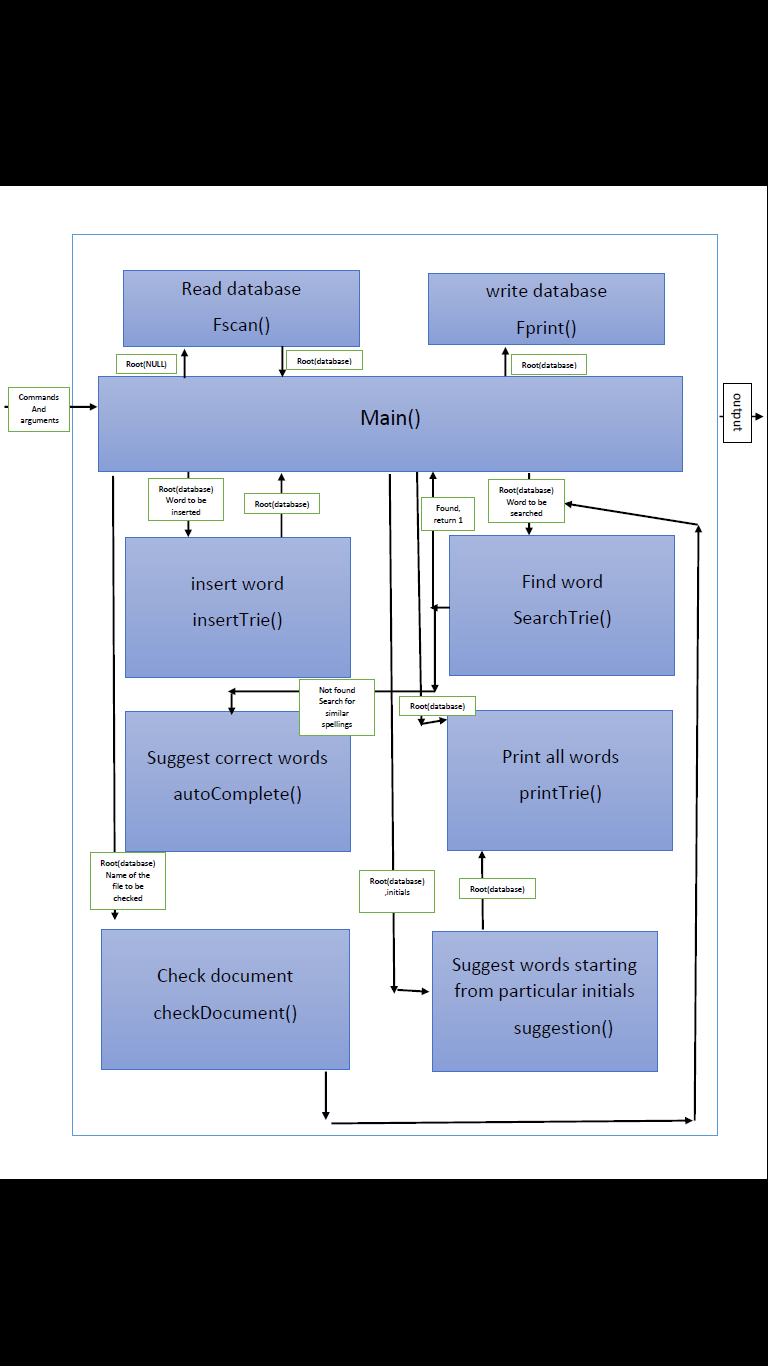 Read database
Fscan()
write database
Fprint()
Root(NULL)
Root(database)
Root(database)
Commands
And
arguments
Main()
output
Root(database)
Word to be
inserted
Root(database)
Found,
return 1
Root(database)
Word to be
searched
insert word
insertTrie()
Find word
SearchTrie()
Not found
Search for
similar
spellings
Root(database)
Suggest correct words
autoComplete()
Print all words
printTrie()
Root(database)
Name of the
file to be
checked
Root(database)
,initials
Root(database)
Check document
checkDocument()
Suggest words starting
from particular initials
suggestion()